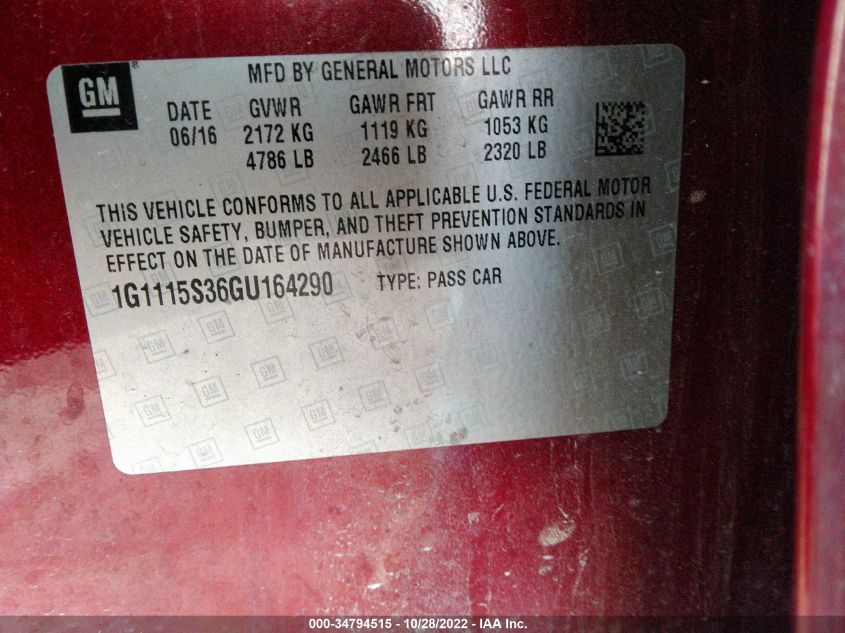 GM
MFD BY GENERAL MOTORS LLC
DATE GVWR GAWR FRT GAWR RR
06/16 2172 KG 1119 KG 1053 KG
4786 LB 2466 LB 2320 LB
THIS VEHICLE CONFORMS TO ALL APPLICABLE U.S. FEDERAL MOTOR
VEHICLE SAFETY, BUMPER, AND THEFT PREVENTION STANDARDS IN
EFFECT ON THE DATE OF MANUFACTURE SHOWN ABOVE.
1G1115S36GU164290 TYPE: PASS CAR
000-34794515 - 10/28/2022 - IAA Inc.